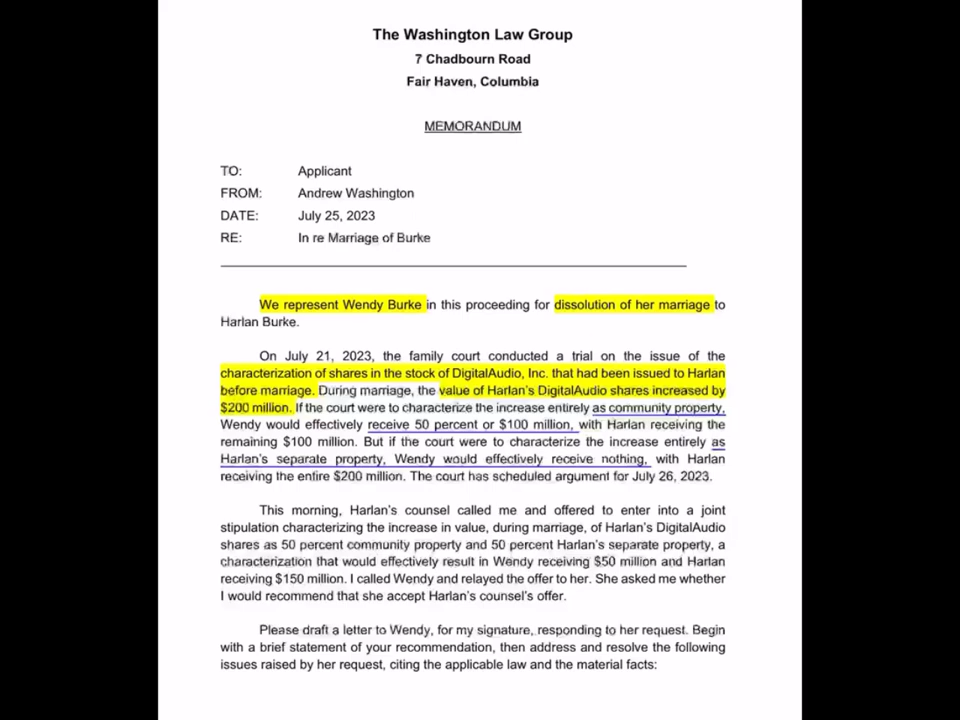 The Washington Law Group
7 Chadbourn Road
Fair Haven, Columbia
MEMORANDUM
TO: Applicant
FROM: Andrew Washington
DATE: July 25, 2023
RE: In re Marriage of Burke
We represent Wendy Burke in this proceeding for dissolution of her marriage to
Harlan Burke.
On July 21, 2023, the family court conducted a trial on the issue of the
characterization of shares in the stock of DigitalAudio, Inc. that had been issued to Harlan
before marriage. During marriage, the value of Harlan's DigitalAudio shares increased by
$200 million. If the court were to characterize the increase entirely as community property,
Wendy would effectively receive 50 percent or $100 million, with Harlan receiving the
remaining $100 million. But if the court were to characterize the increase entirely as
Harlan's separate property, Wendy would effectively receive nothing, with Harlan
receiving the entire $200 million. The court has scheduled argument for July 26, 2023.
This morning, Harlan's counsel called me and offered to enter into a joint
stipulation characterizing the increase in value, during marriage, of Harlan's DigitalAudio
shares as 50 percent community property and 50 percent Harlan's separate property, a
characterization that would effectively result in Wendy receiving $50 million and Harlan
receiving $150 million. I called Wendy and relayed the offer to her. She asked me whether
I would recommend that she accept Harlan's counsel's offer.
Please draft a letter to Wendy, for my signature, responding to her request. Begin
with a brief statement of your recommendation, then address and resolve the following
issues raised by her request, citing the applicable law and the material facts: